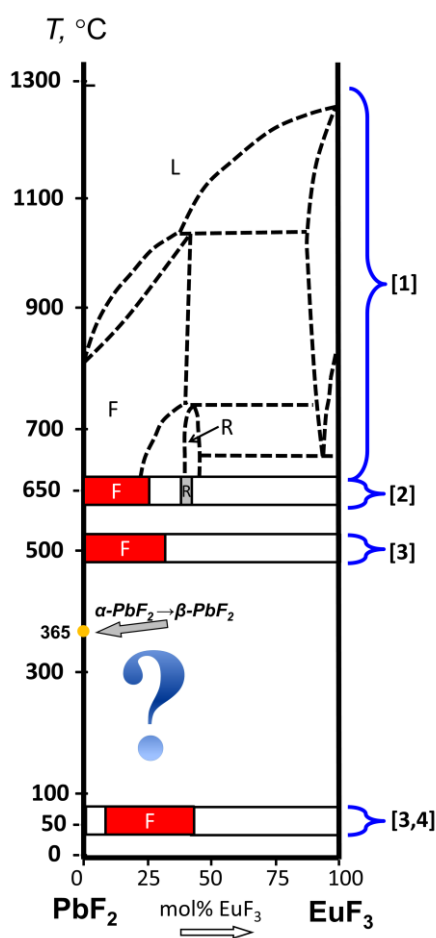 T, °C
1300
L
1100
[1]
900
F
700
R
650
F
R
[2]
500
F
[3]
α-PbF₂→β-PbF₂
365
300
?
100
50
F
[3,4]
0
0 25 50 75 100
PbF₂ mol% EuF₃ EuF₃